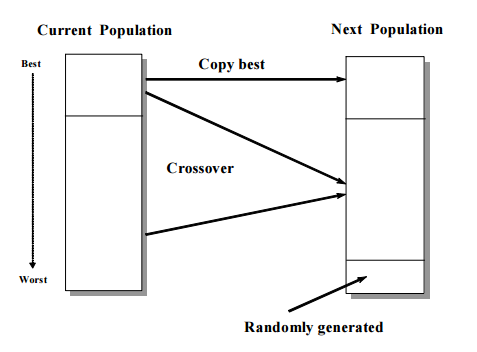 Current Population
Next Population
Best
Copy best
Crossover
Worst
Randomly generated